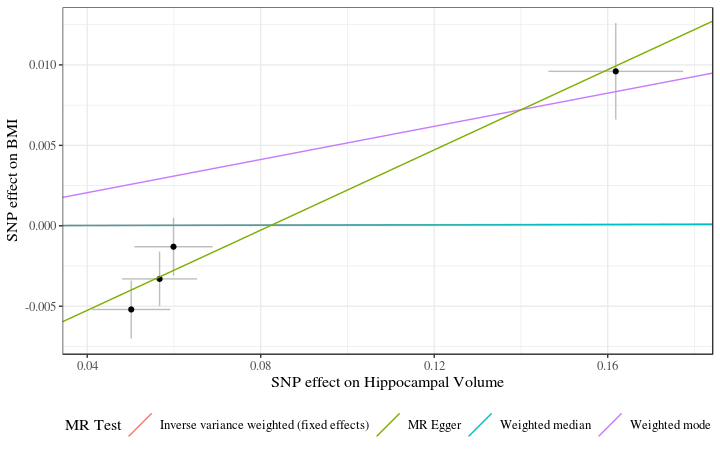 SNP effect on BMI
0.010
0.005
0.000
-0.005
0.04 0.08 0.12 0.16
SNP effect on Hippocampal Volume
MR Test Inverse variance weighted (fixed effects) MR Egger Weighted median Weighted mode